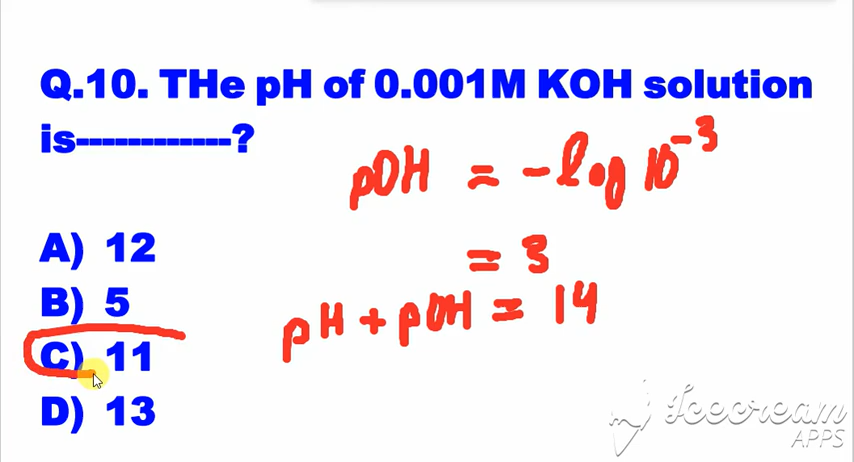 Q.10. THe pH of 0.001M KOH solution
is------------?
pOH = -log 10⁻³
= 3
pH + pOH = 14
A) 12
B) 5
C) 11
D) 13
Icecream
APPS